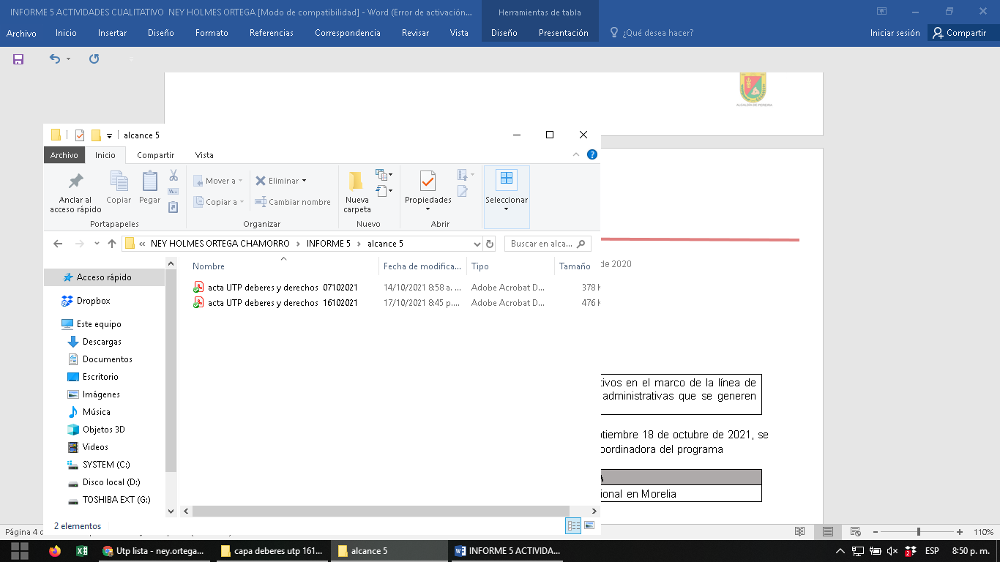 INFORME 5 ACTIVIDADES CUALITATIVO  NEY HOLMES ORTEGA [Modo de compatibilidad] - Word (Error de activación...
Herramientas de tabla
Archivo Inicio Insertar Diseño Formato Referencias Correspondencia Revisar Vista Diseño Presentación ¿Qué desea hacer? Iniciar sesión Compartir
ALCALDIA DE PEREIRA
alcance 5
Archivo Inicio Compartir Vista
Anclar al acceso rápido
Copiar
Pegar
Portapapeles
Mover a
Copiar a
Eliminar
Cambiar nombre
Organizar
Nueva carpeta
Nuevo
Propiedades
Abrir
Seleccionar
« NEY HOLMES ORTEGA CHAMORRO > INFORME 5 > alcance 5
Buscar en alca...
de 2020
Nombre Fecha de modifica... Tipo Tamaño
acta UTP deberes y derechos  07102021 14/10/2021 8:58 a. ... Adobe Acrobat D... 378 K
acta UTP deberes y derechos  16102021 17/10/2021 8:45 p.... Adobe Acrobat D... 476 K
Acceso rápido
Dropbox
Este equipo
Descargas
Documentos
Escritorio
Imágenes
Música
Objetos 3D
Videos
SYSTEM (C:)
Disco local (D:)
TOSHIBA EXT (G:)
2 elementos
tivos en el marco de la línea de
administrativas que se generen
ptiembre 18 de octubre de 2021, se
oordinadora del programa
A
ional en Morelia
Página 4 d
110%
Utp lista - ney.ortega...
capa deberes utp 161...
alcance 5
INFORME 5 ACTIVIDA...
2
ESP
8:50 p. m.